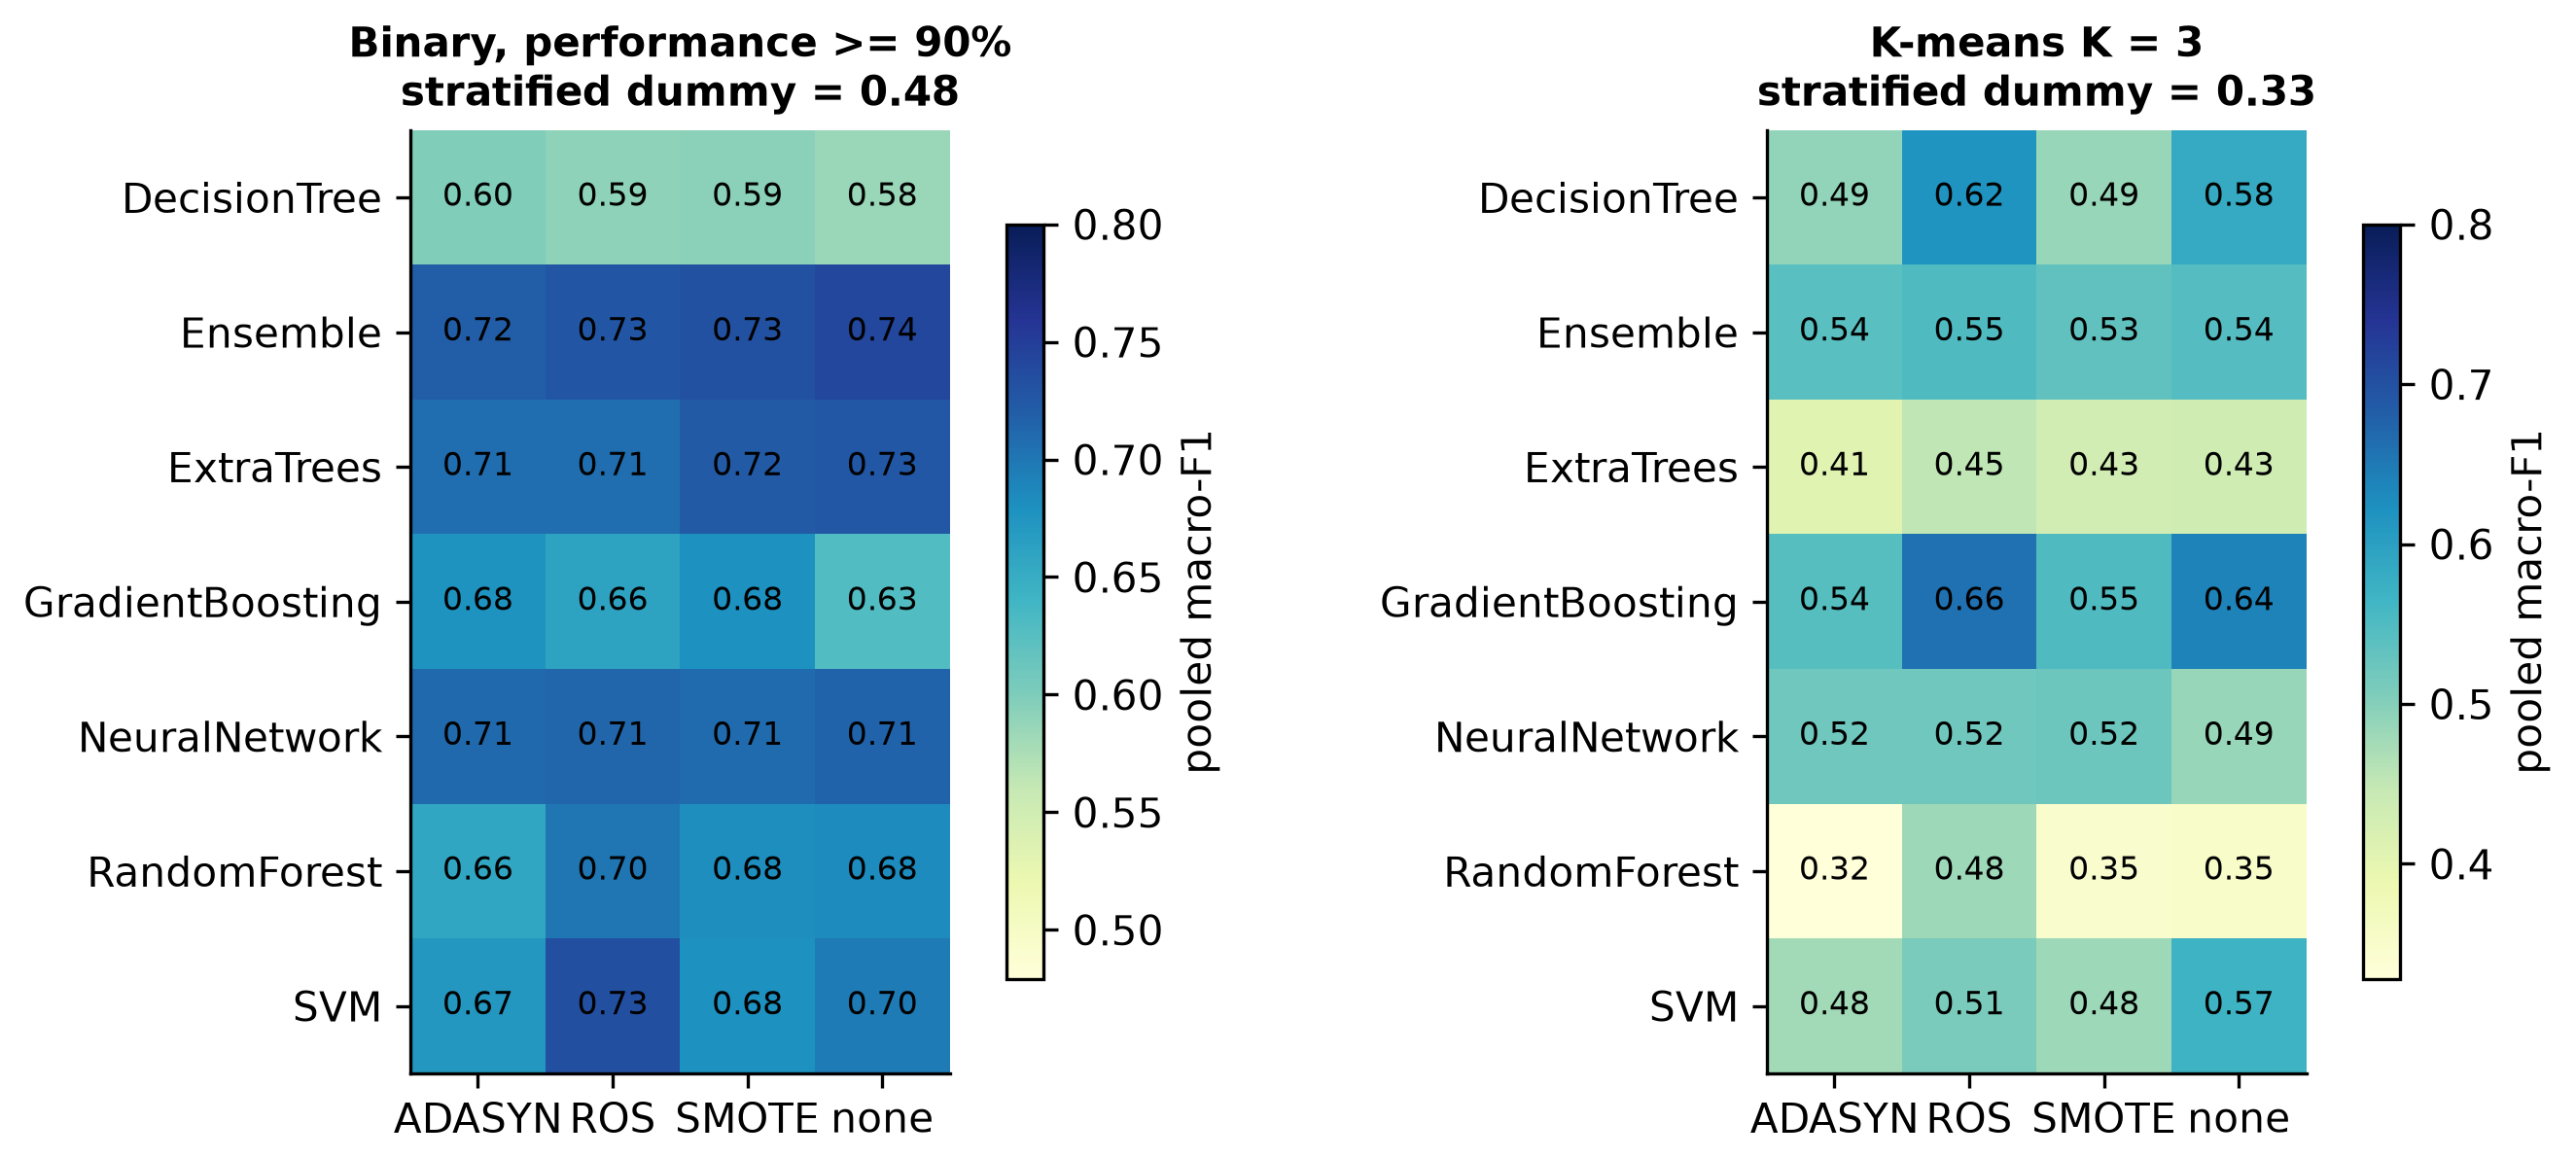 Binary, performance >= 90%
stratified dummy = 0.48
DecisionTree 0.60 0.59 0.59 0.58
Ensemble 0.72 0.73 0.73 0.74
ExtraTrees 0.71 0.71 0.72 0.73
GradientBoosting 0.68 0.66 0.68 0.63
NeuralNetwork 0.71 0.71 0.71 0.71
RandomForest 0.66 0.70 0.68 0.68
SVM 0.67 0.73 0.68 0.70
ADASYN ROS SMOTE none
0.80
0.75
0.70
0.65
0.60
0.55
0.50
pooled macro-F1
K-means K = 3
stratified dummy = 0.33
DecisionTree 0.49 0.62 0.49 0.58
Ensemble 0.54 0.55 0.53 0.54
ExtraTrees 0.41 0.45 0.43 0.43
GradientBoosting 0.54 0.66 0.55 0.64
NeuralNetwork 0.52 0.52 0.52 0.49
RandomForest 0.32 0.48 0.35 0.35
SVM 0.48 0.51 0.48 0.57
ADASYN ROS SMOTE none
0.8
0.7
0.6
0.5
0.4
pooled macro-F1